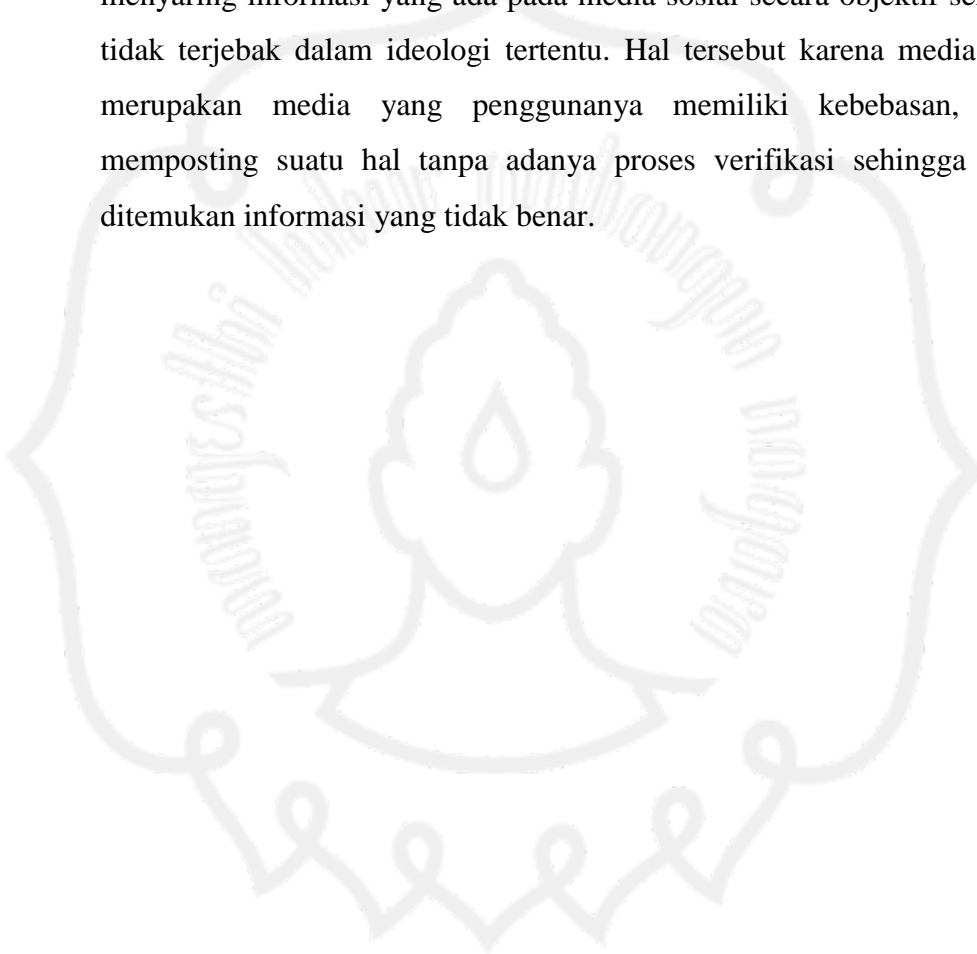 menyaring informasi yang ada pada media sosial secara objektif
tidak terjebak dalam ideologi tertentu. Hal tersebut karena media
merupakan media yang penggunanya memiliki kebebasan,
memposting suatu hal tanpa adanya proses verifikasi sehingga
ditemukan informasi yang tidak benar.